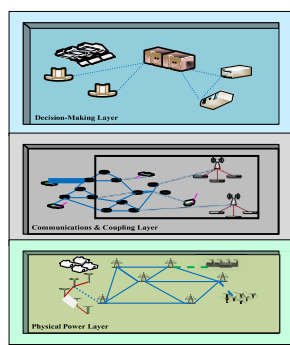 Decision-Making Layer
Communications & Coupling Layer
Physical Power Layer